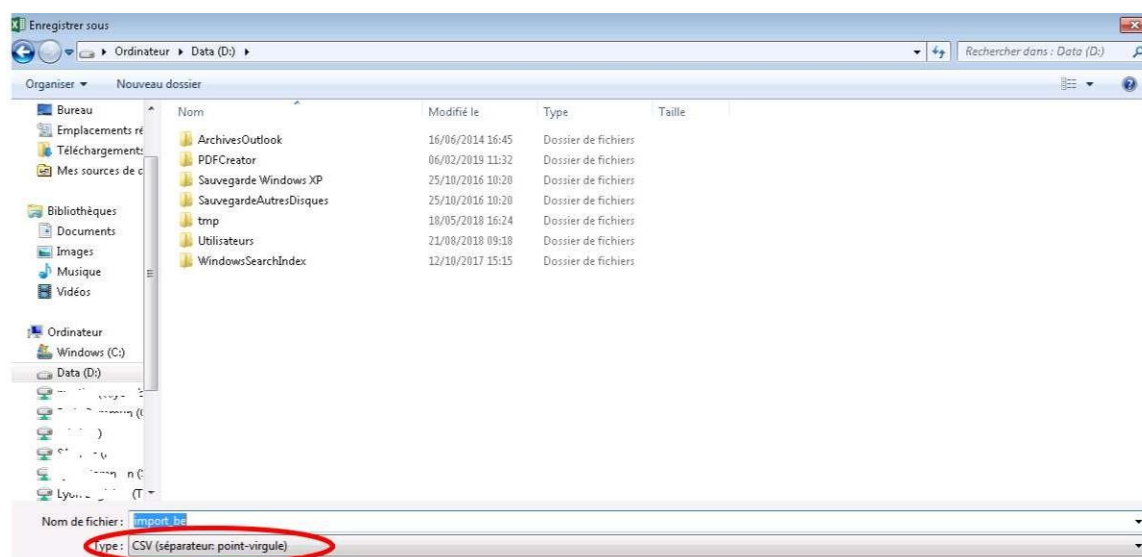 Enregistrer sous
Ordinateur ▸ Data (D:) ▸ Rechercher dans : Data (D:)
Organiser Nouveau dossier
Nom Modifié le Type Taille
Bureau
Emplacements ré
Téléchargements
Mes sources de c
Bibliothèques
Documents
Images
Musique
Vidéos
Ordinateur
Windows (C:)
Data (D:)
ArchivesOutlook 16/06/2014 16:45 Dossier de fichiers
PDFCreator 06/02/2019 11:32 Dossier de fichiers
Sauvegarde Windows XP 25/10/2016 10:20 Dossier de fichiers
SauvegardeAutresDisques 25/10/2016 10:20 Dossier de fichiers
tmp 18/05/2018 16:24 Dossier de fichiers
Utilisateurs 21/08/2018 09:18 Dossier de fichiers
WindowsSearchIndex 12/10/2017 15:15 Dossier de fichiers
Nom de fichier : import_be
Type : CSV (séparateur: point-virgule)